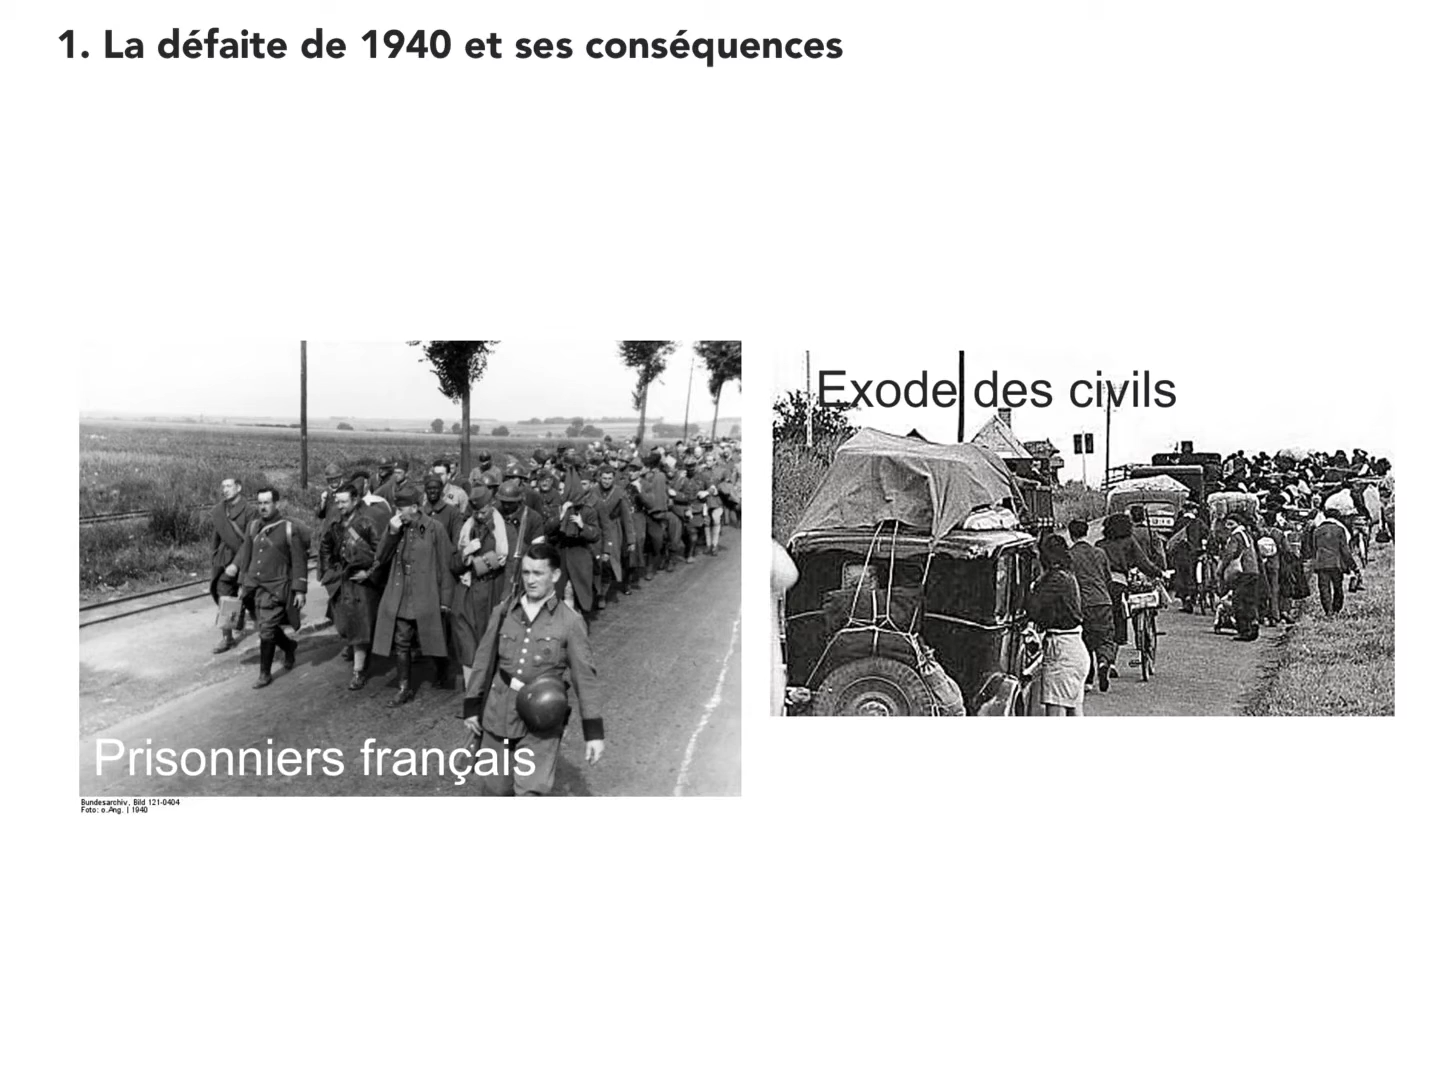 1. La défaite de 1940 et ses conséquences
Exode des civils
Prisonniers français
Bundesarchiv, Bild 121-0404
Foto: o.Ang. | 1940